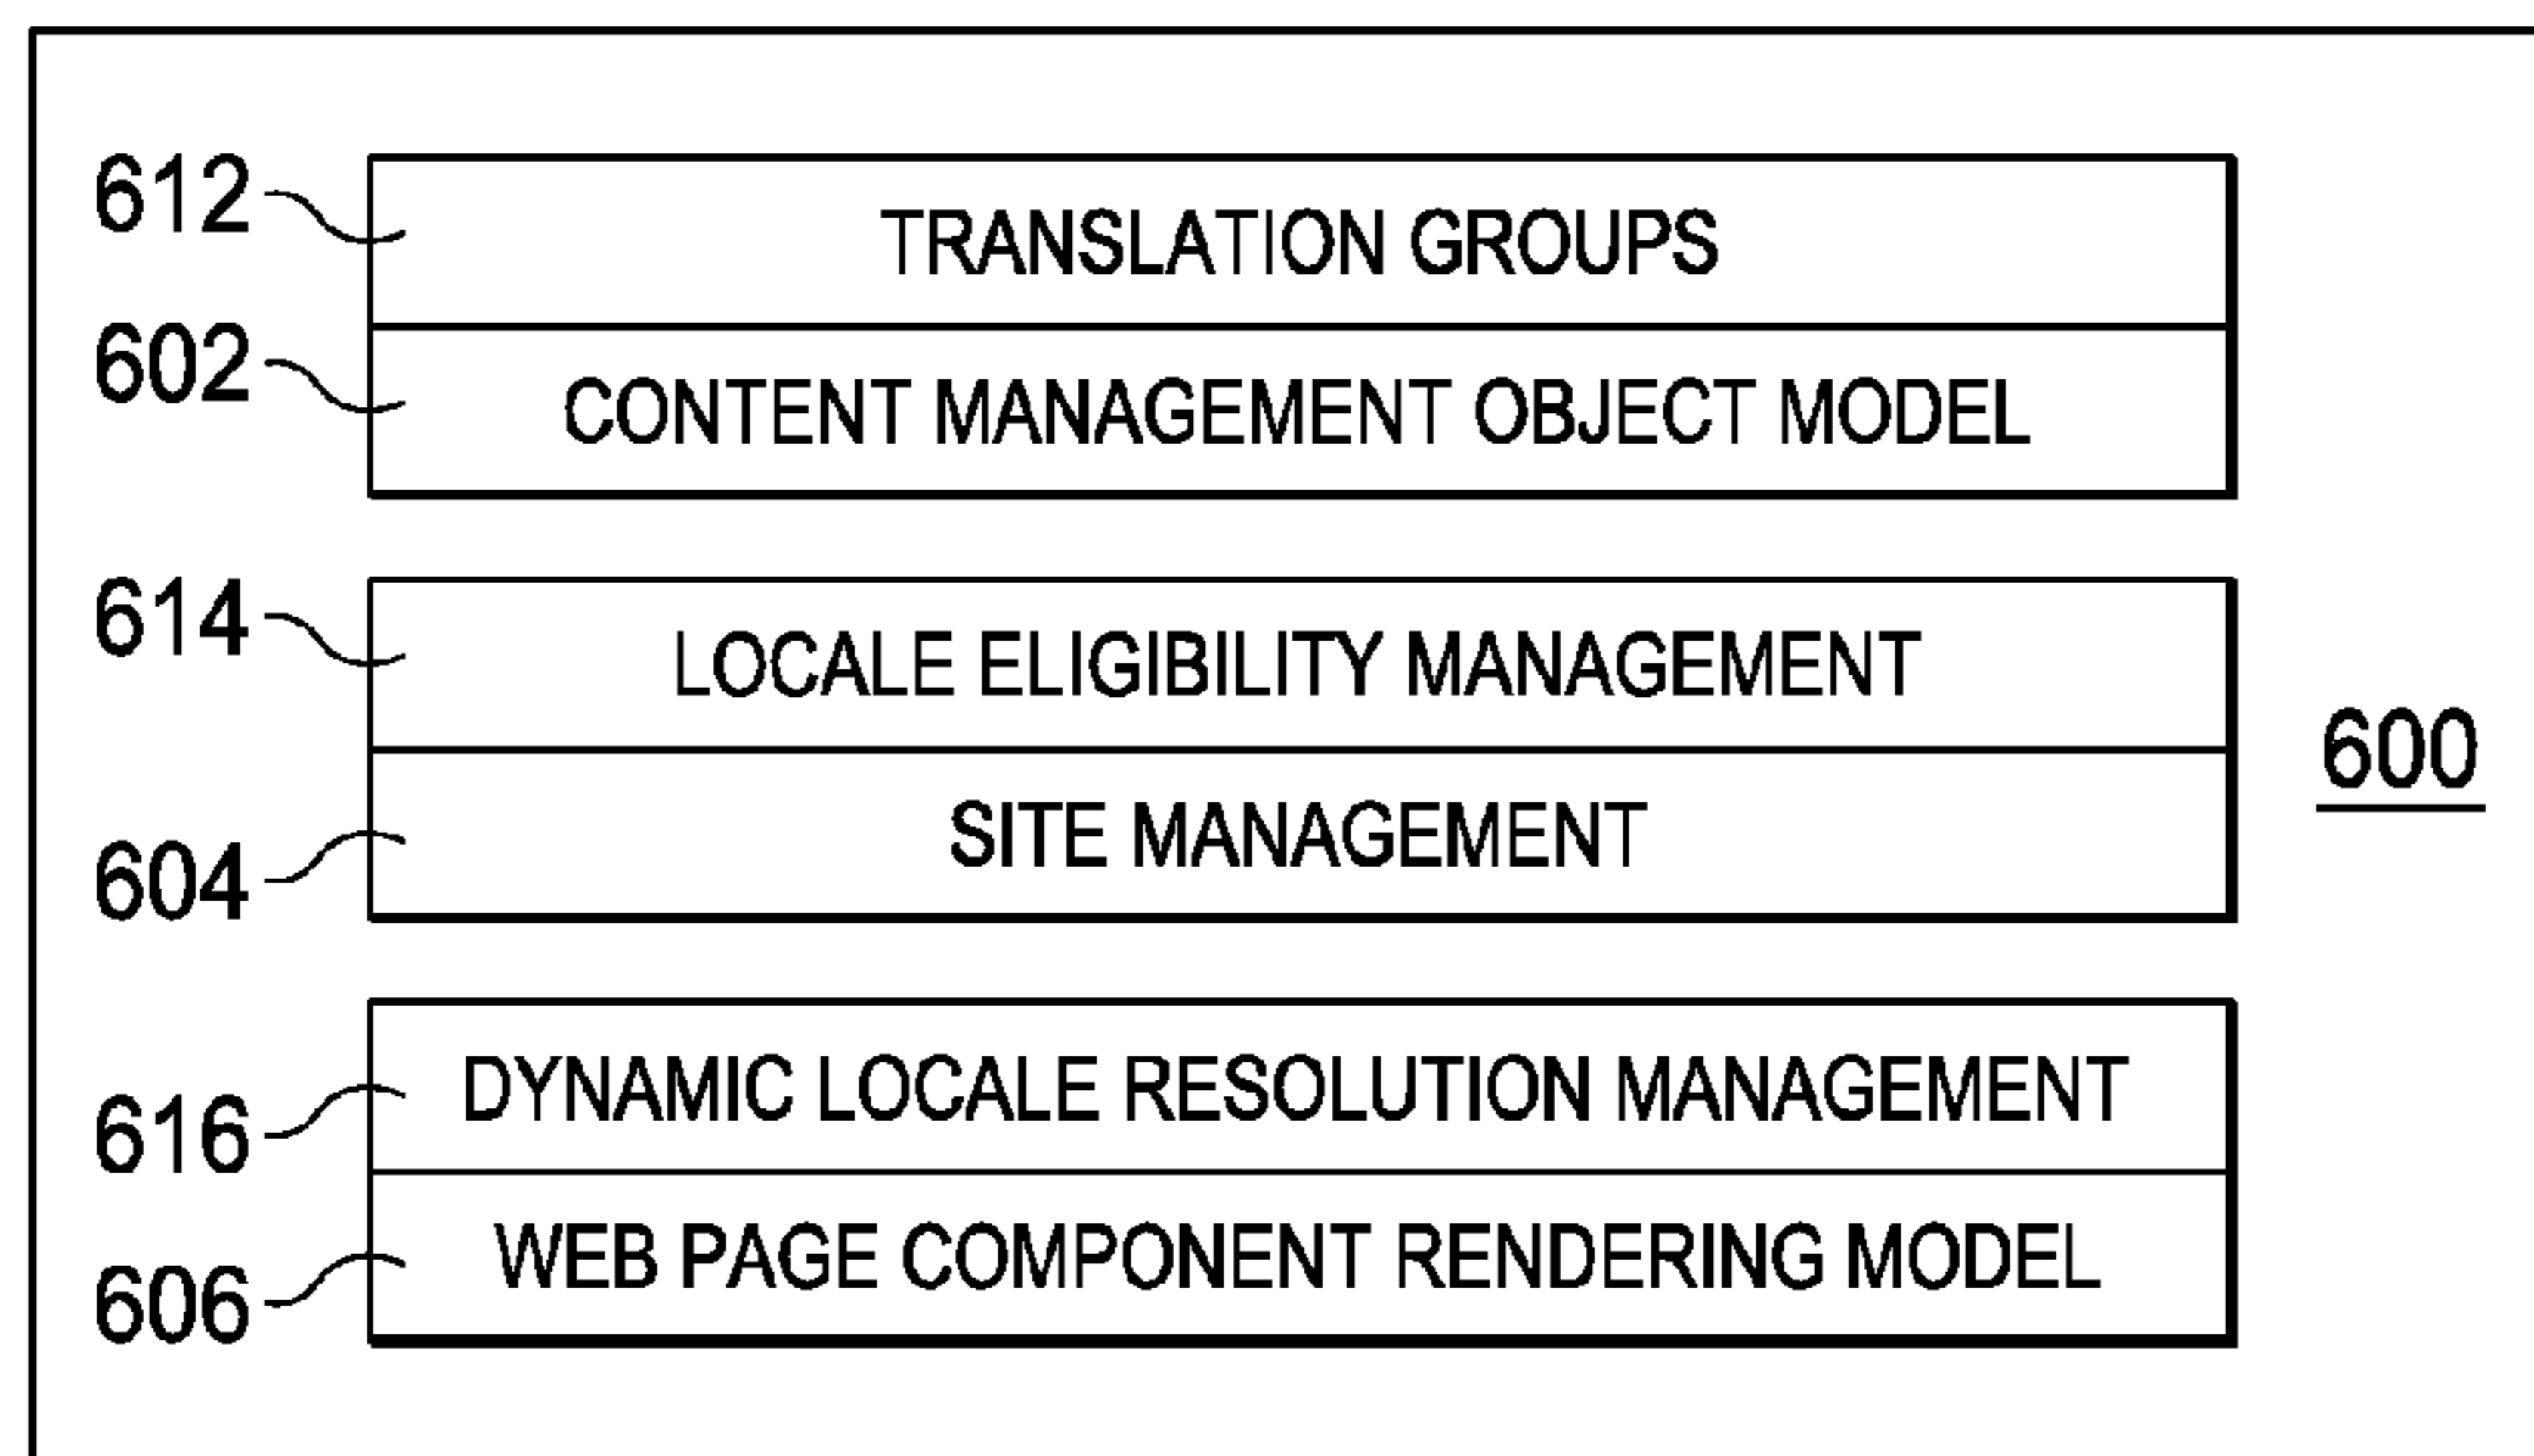 612 TRANSLATION GROUPS
602 CONTENT MANAGEMENT OBJECT MODEL
614 LOCALE ELIGIBILITY MANAGEMENT
600
604 SITE MANAGEMENT
616 DYNAMIC LOCALE RESOLUTION MANAGEMENT
606 WEB PAGE COMPONENT RENDERING MODEL